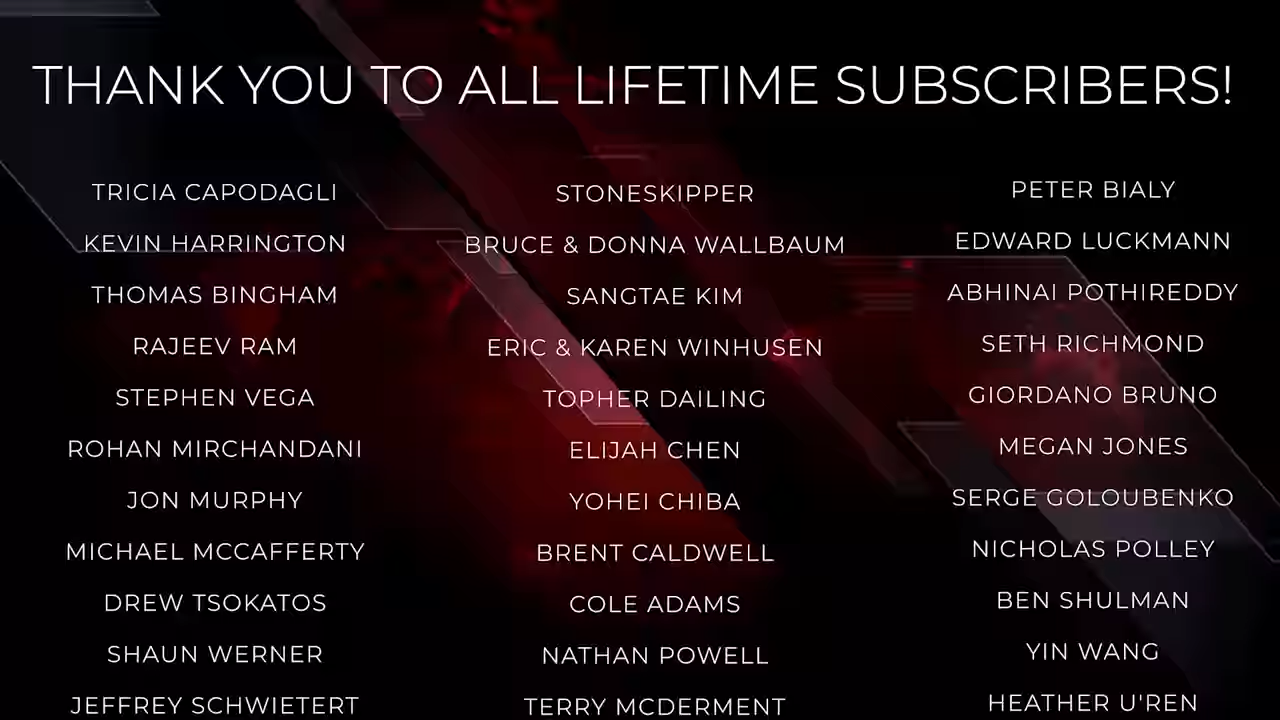 THANK YOU TO ALL LIFETIME SUBSCRIBERS!
TRICIA CAPODAGLI
KEVIN HARRINGTON
THOMAS BINGHAM
RAJEEV RAM
STEPHEN VEGA
ROHAN MIRCHANDANI
JON MURPHY
MICHAEL MCCAFFERTY
DREW TSOKATOS
SHAUN WERNER
JEFFREY SCHWIETERT
STONESKIPPER
BRUCE & DONNA WALLBAUM
SANGTAE KIM
ERIC & KAREN WINHUSEN
TOPHER DAILING
ELIJAH CHEN
YOHEI CHIBA
BRENT CALDWELL
COLE ADAMS
NATHAN POWELL
TERRY MCDERMENT
PETER BIALY
EDWARD LUCKMANN
ABHINAI POTHIREDDY
SETH RICHMOND
GIORDANO BRUNO
MEGAN JONES
SERGE GOLOUBENKO
NICHOLAS POLLEY
BEN SHULMAN
YIN WANG
HEATHER U'REN